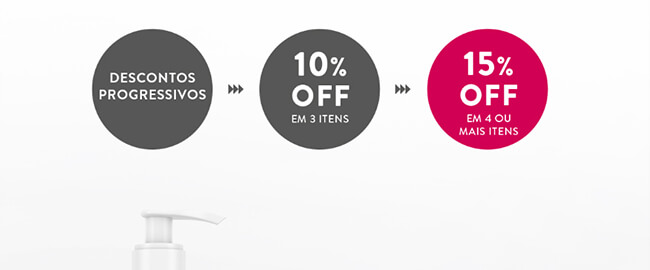 DESCONTOS
PROGRESSIVOS
10%
OFF
EM 3 ITENS
15%
OFF
EM 4 OU
MAIS ITENS